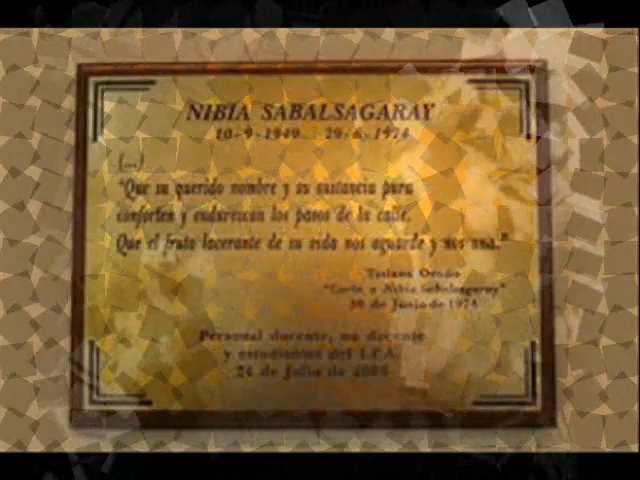 NIBIA SABALSAGARAY
10-9-1949 29-6-1974
(...)
"Que su querido nombre y su sustancia pura
conforten y endurezcan los pasos de la calle.
Que el fruto lacerante de su vida nos aguarde y nos una."
Tatiana Oroño
"Carta a Nibia Sabalsagaray"
30 de Junio de 1974
Personal docente, no docente
y estudiantes del I.P.A.
24 de Julio de